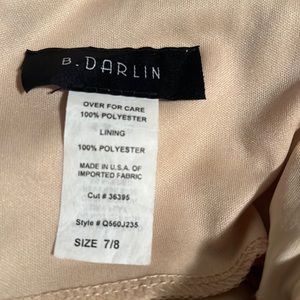 B. DARLIN
OVER FOR CARE
100% POLYESTER
LINING
100% POLYESTER
MADE IN U.S.A. OF
IMPORTED FABRIC
Cut # 36395
Style # Q560J235
SIZE 7/8